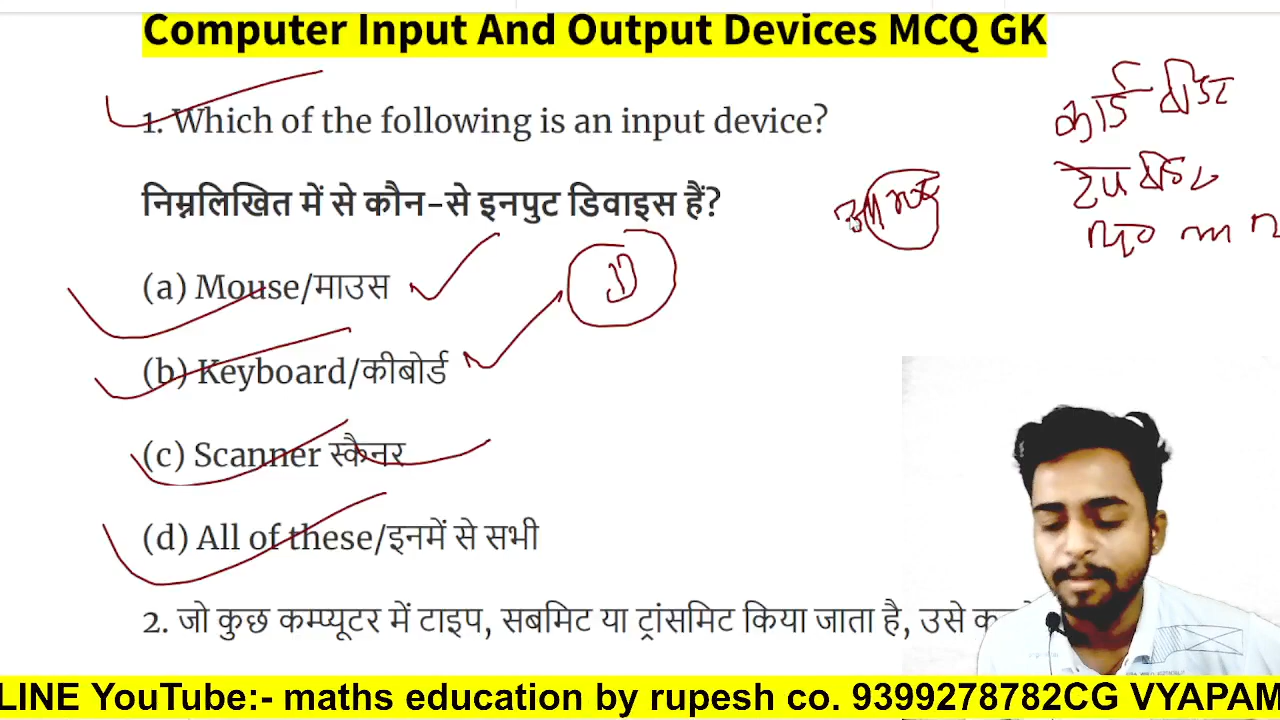 Computer Input And Output Devices MCQ GK
1. Which of the following is an input device?
निम्नलिखित में से कौन-से इनपुट डिवाइस हैं?
(a) Mouse/माउस
(b) Keyboard/कीबोर्ड
(c) Scanner स्कैनर
(d) All of these/इनमें से सभी
2. जो कुछ कम्प्यूटर में टाइप, सबमिट या ट्रांसमिट किया जाता है, उसे
कार्ड रीडर
टेप रीडर
LINE YouTube:- maths education by rupesh co. 9399278782CG VYAPAM